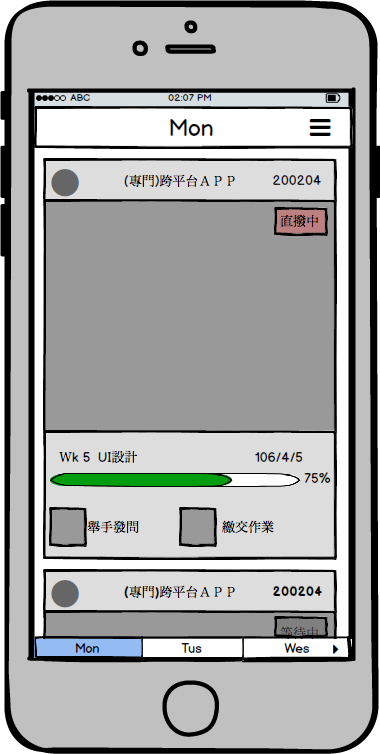 ABC 02:07 PM
Mon
(專門)跨平台ＡＰＰ 200204
直撥中
Wk 5 UI設計 106/4/5
75%
舉手發問 繳交作業
(專門)跨平台ＡＰＰ 200204
等待中
Mon Tus Wes